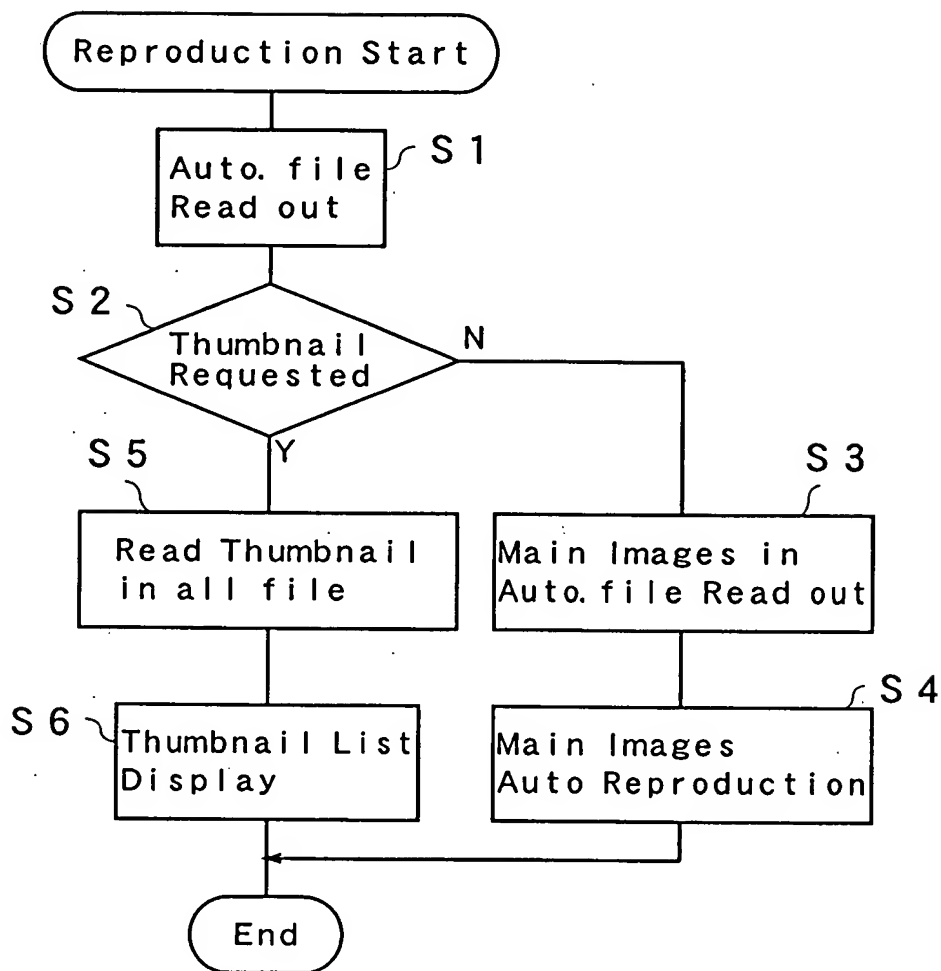 Reproduction Start
S1
Auto. file
Read out
S2
Thumbnail
Requested
N
Y
S5
Read Thumbnail
in all file
S3
Main Images in
Auto. file Read out
S6
Thumbnail List
Display
S4
Main Images
Auto Reproduction
End